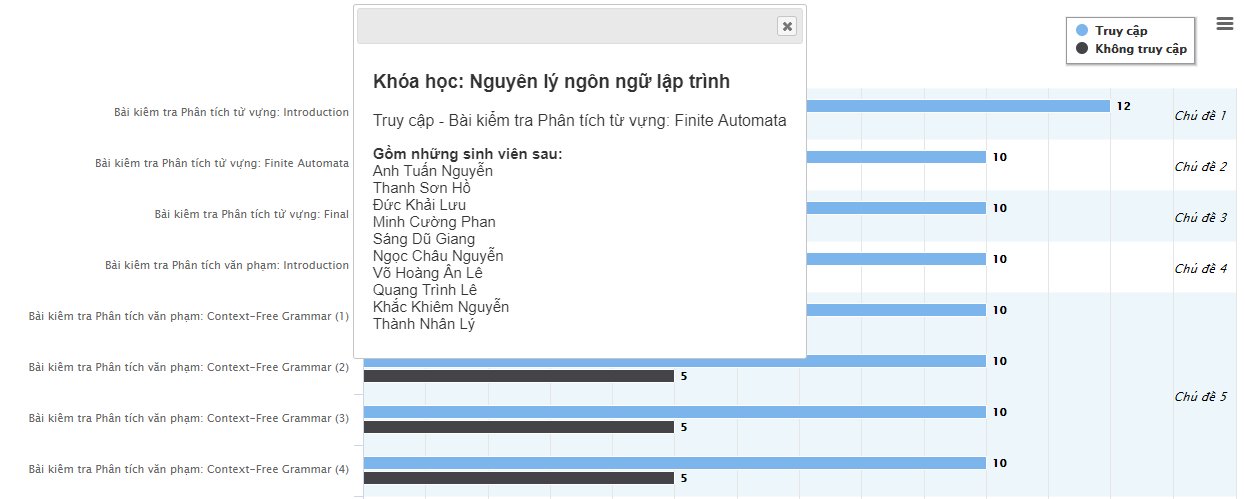 Truy cập
Không truy cập
Khóa học: Nguyên lý ngôn ngữ lập trình
Truy cập - Bài kiểm tra Phân tích từ vựng: Finite Automata
Gồm những sinh viên sau:
Anh Tuấn Nguyễn
Thanh Sơn Hồ
Đức Khải Lưu
Minh Cường Phan
Sáng Dũ Giang
Ngọc Châu Nguyễn
Võ Hoàng Ân Lê
Quang Trình Lê
Khắc Khiêm Nguyễn
Thành Nhân Lý
Bài kiểm tra Phân tích từ vựng: Introduction
12
Chủ đề 1
Bài kiểm tra Phân tích từ vựng: Finite Automata
10
Chủ đề 2
Bài kiểm tra Phân tích từ vựng: Final
10
Chủ đề 3
Bài kiểm tra Phân tích văn phạm: Introduction
10
Chủ đề 4
Bài kiểm tra Phân tích văn phạm: Context-Free Grammar (1)
10
Bài kiểm tra Phân tích văn phạm: Context-Free Grammar (2)
10
5
Chủ đề 5
Bài kiểm tra Phân tích văn phạm: Context-Free Grammar (3)
10
5
Bài kiểm tra Phân tích văn phạm: Context-Free Grammar (4)
10
5